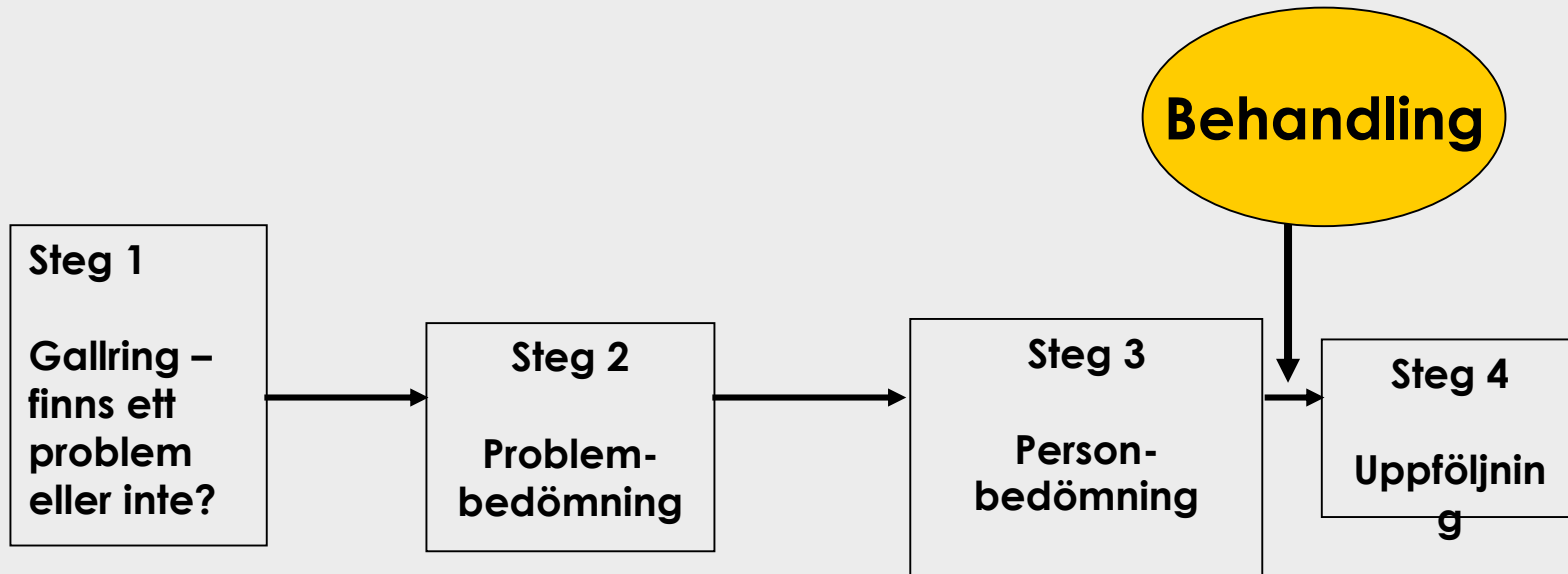 Behandling
Steg 1
Gallring –
finns ett
problem
eller inte?
Steg 2
Problem-
bedömning
Steg 3
Person-
bedömning
Steg 4
Uppföljnin
g